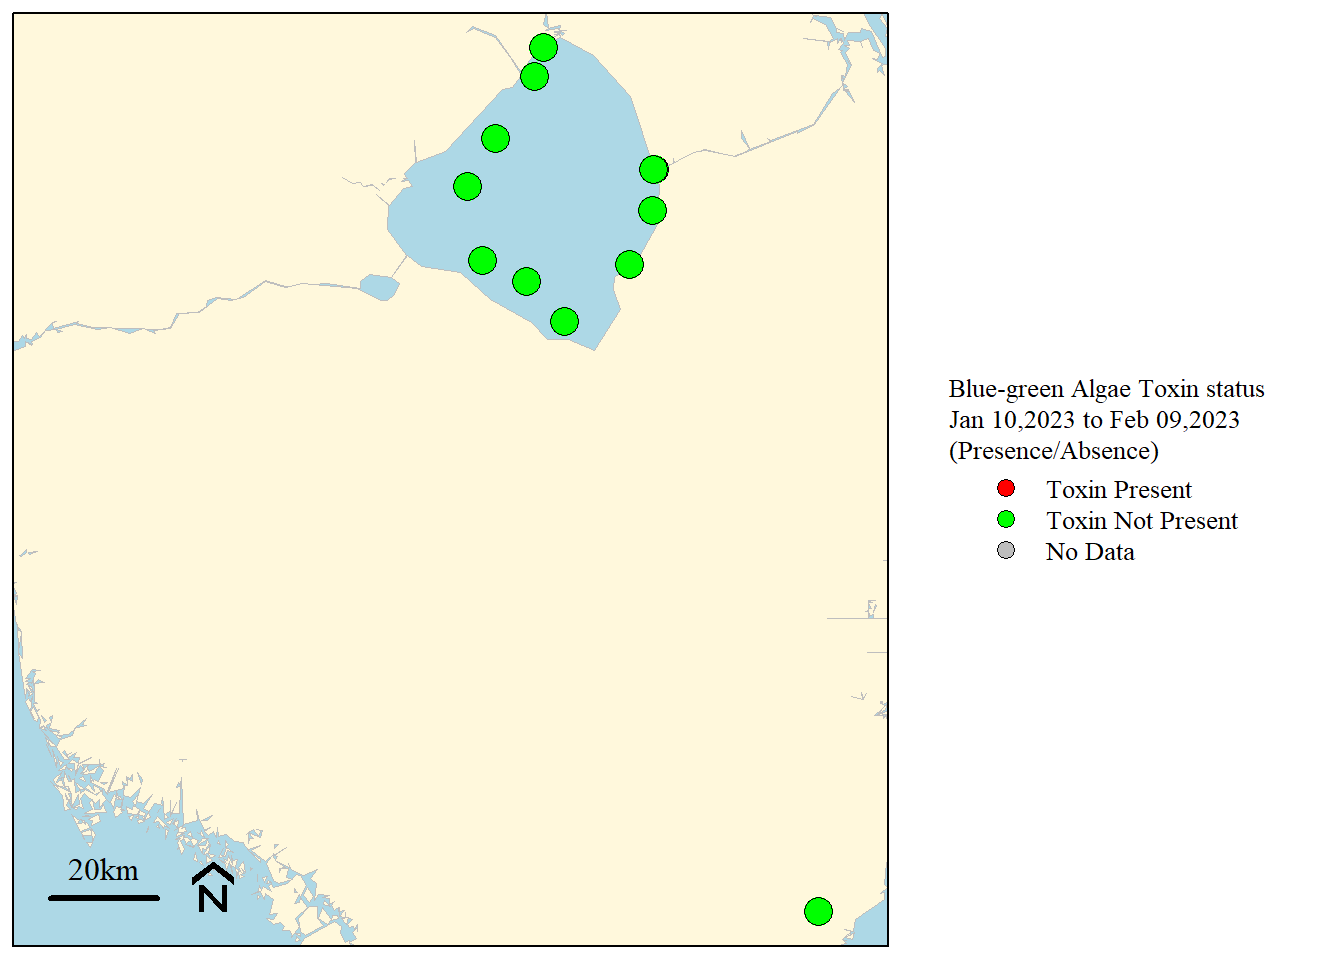 Blue-green Algae Toxin status
Jan 10,2023 to Feb 09,2023
(Presence/Absence)
Toxin Present
Toxin Not Present
No Data
20km
N